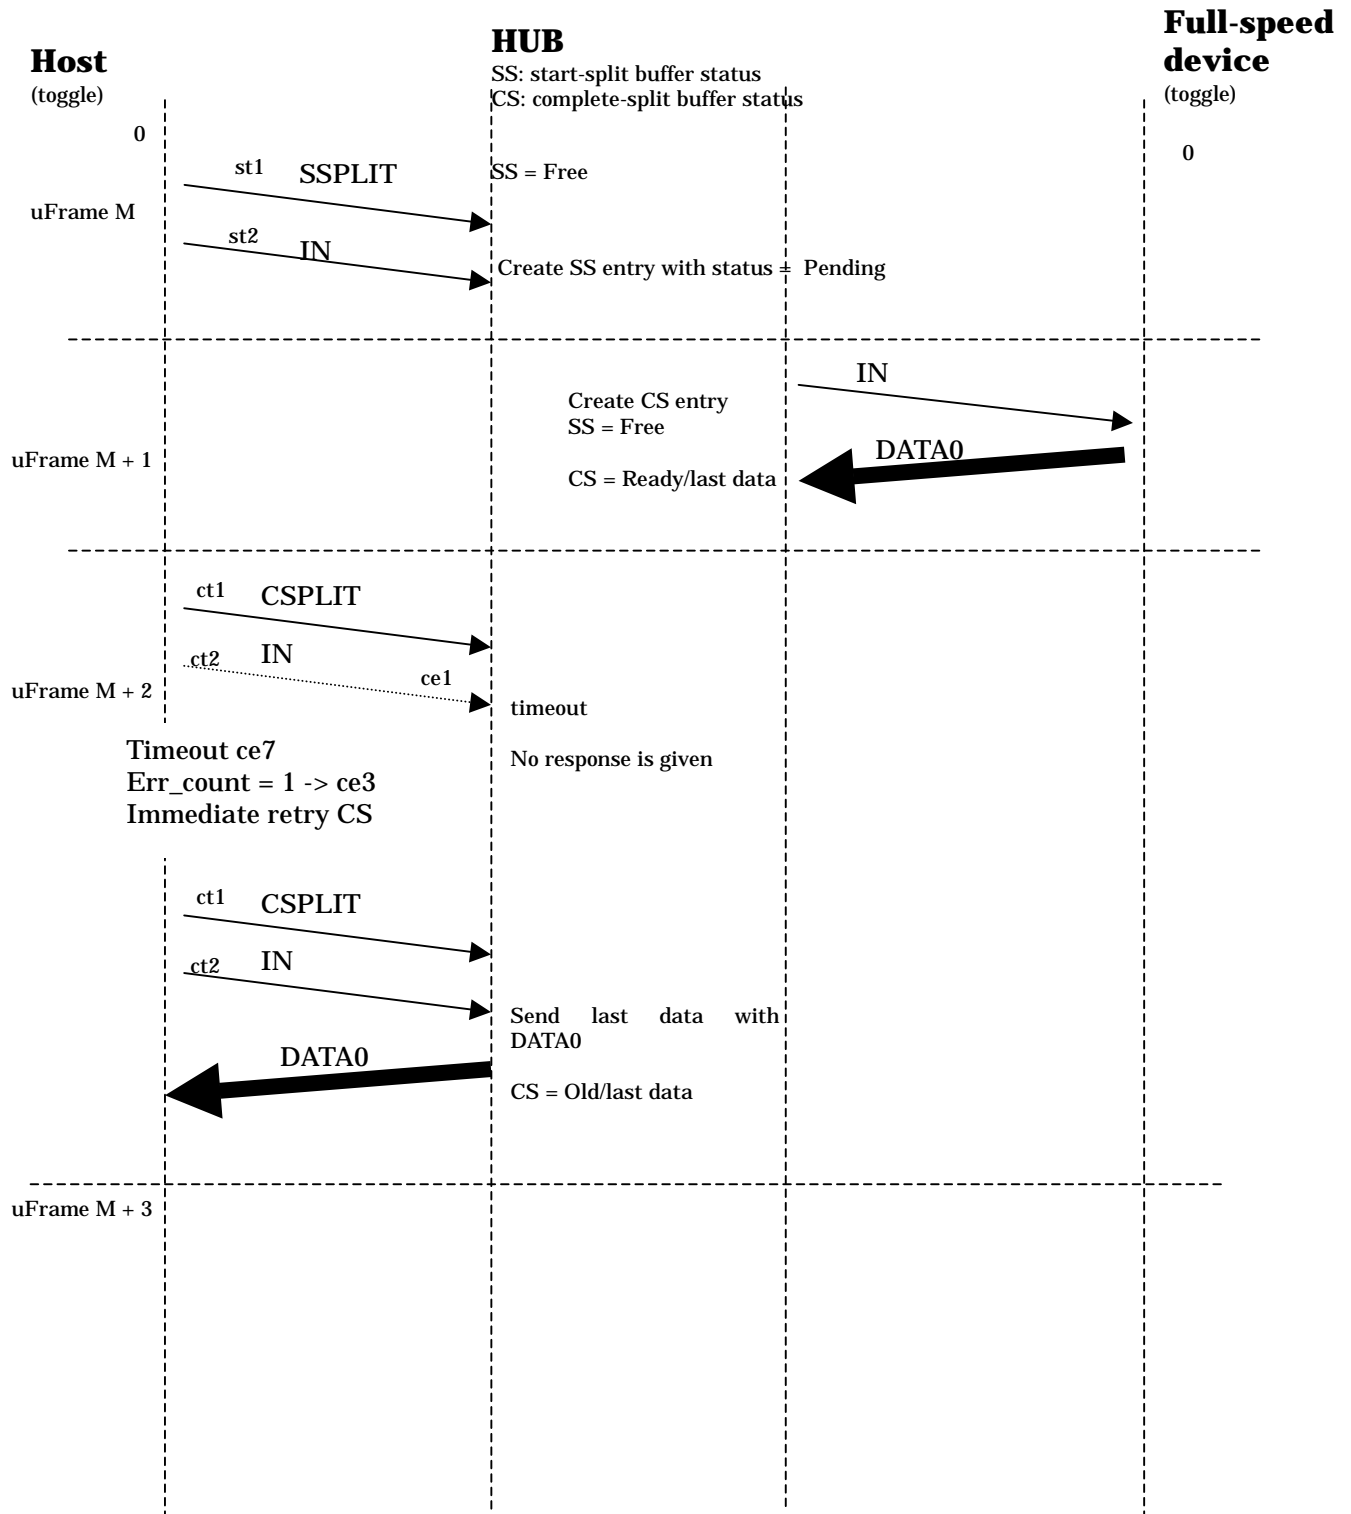 Host
(toggle)
HUB
SS: start-split buffer status
CS: complete-split buffer status
Full-speed
device
(toggle)
0
0
st1
SSPLIT
SS = Free
uFrame M
st2
IN
Create SS entry with status = Pending
IN
Create CS entry
SS = Free
DATA0
uFrame M + 1
CS = Ready/last data
ct1
CSPLIT
ct2
IN
ce1
uFrame M + 2
timeout
Timeout ce7
No response is given
Err_count = 1 -> ce3
Immediate retry CS
ct1
CSPLIT
ct2
IN
Send last data with
DATA0
DATA0
CS = Old/last data
uFrame M + 3